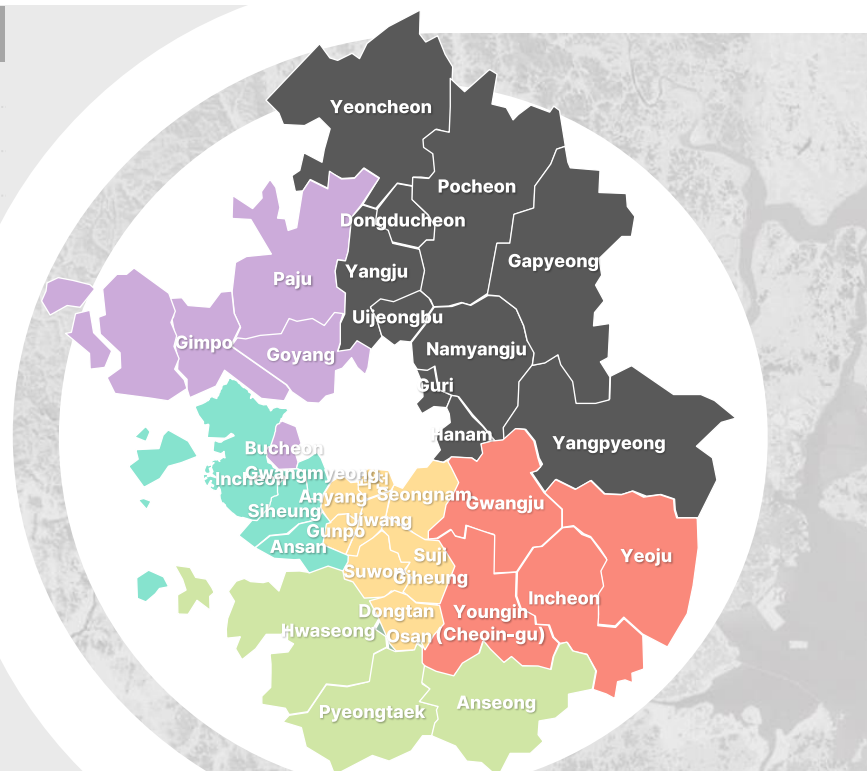 Yeoncheon
Pocheon
Dongducheon
Gapyeong
Yangju
Paju
Uijeongbu
Gimpo
Goyang
Namyangju
Guri
Hanam
Yangpyeong
Bucheon
Gwangmyeong
Incheon
Anyang
Seongnam
Gwangju
Siheung
Uiwang
Gunpo
Ansan
Suji
Yeoju
Suwon
Giheung
Incheon
Dongtan
Youngin
Hwaseong
Osan
(Cheoin-gu)
Anseong
Pyeongtaek